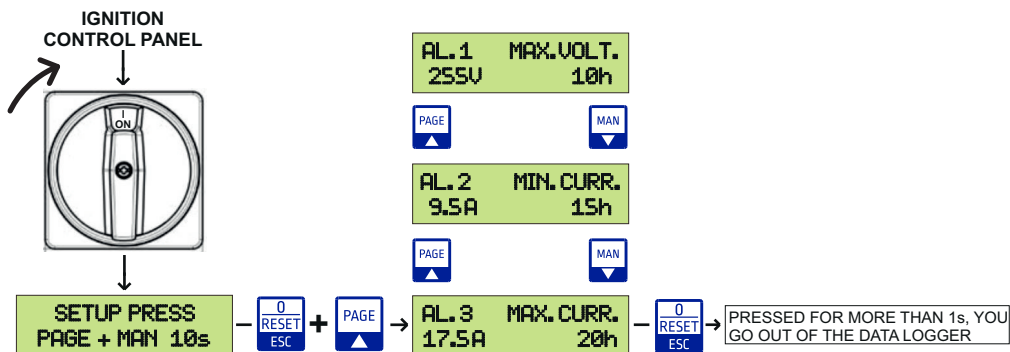 IGNITION
CONTROL PANEL
I
ON
SETUP PRESS
PAGE + MAN 10s
0
RESET
ESC
+
PAGE
AL.1 MAX.VOLT.
255V 10h
PAGE
MAN
AL.2 MIN.CURR.
9.5A 15h
PAGE
MAN
AL.3 MAX.CURR.
17.5A 20h
0
RESET
ESC
PRESSED FOR MORE THAN 1s, YOU
GO OUT OF THE DATA LOGGER